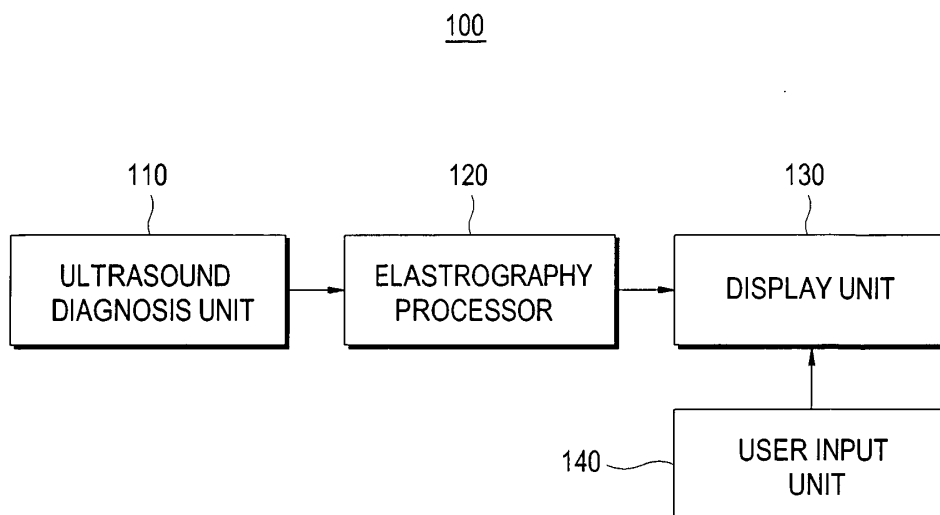 100
110
120
130
ULTRASOUND
DIAGNOSIS UNIT
ELASTROGRAPHY
PROCESSOR
DISPLAY UNIT
140
USER INPUT
UNIT